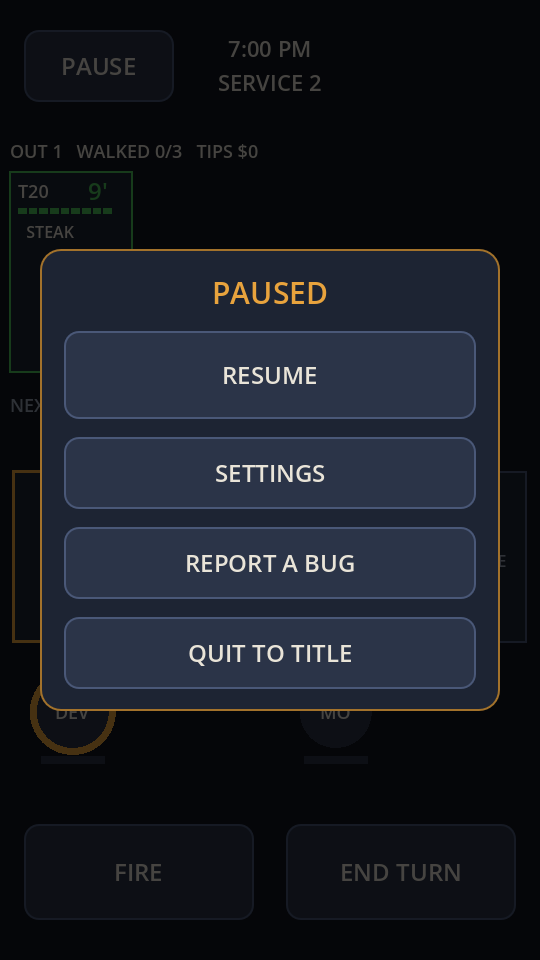 PAUSE
7:00 PM
SERVICE 2
OUT 1 WALKED 0/3 TIPS $0
T20 9'
STEAK
PAUSED
RESUME
SETTINGS
REPORT A BUG
QUIT TO TITLE
DEV
MO
FIRE
END TURN